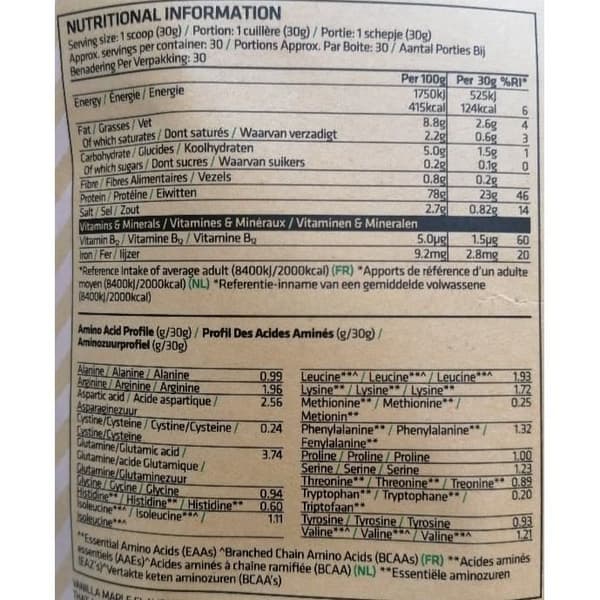 NUTRITIONAL INFORMATION
Serving size: 1 scoop (30g) / Portion: 1 cuillère (30g) / Portie: 1 schepje (30g)
Approx. servings per container: 30 / Portions Approx. Par Boite: 30 / Aantal Porties Bij
Benadering Per Verpakking: 30
Per 100g Per 30g %RI*
Energy / Énergie / Energie 1750kJ 525kJ
415kcal 124kcal 6
Fat / Grasses / Vet 8.8g 2.6g 4
Of which saturates / Dont saturés / Waarvan verzadigt 2.2g 0.6g 3
Carbohydrate / Glucides / Koolhydraten 5.0g 1.5g 1
Of which sugars / Dont sucres / Waarvan suikers 0.2g 0.1g 0
Fibre / Fibres Alimentaires / Vezels 0.8g 0.2g
Protein / Protéine / Eiwitten 78g 23g 46
Salt / Sel / Zout 2.7g 0.82g 14
Vitamins & Minerals / Vitamines & Minéraux / Vitaminen & Mineralen
Vitamin B12 / Vitamine B12 / Vitamine B12 5.0µg 1.5µg 60
Iron / Fer / Ijzer 9.2mg 2.8mg 20
*Reference Intake of average adult (8400kJ/2000kcal) (FR) *Apports de référence d'un adulte
moyen (8400kJ/2000kcal) (NL) *Referentie-inname van een gemiddelde volwassene
(8400kJ/2000kcal)
Amino Acid Profile (g/30g) / Profil Des Acides Aminés (g/30g) /
Aminozuurprofiel (g/30g)
Alanine / Alanine / Alanine 0.99
Arginine / Arginine / Arginine 1.96
Aspartic acid / Acide aspartique / 2.56
Asparaginezuur
Cystine/Cysteine / Cystine/Cysteine / 0.24
Cystine/Cysteine
Glutamine/Glutamic acid / 3.74
Glutamine/acide Glutamique /
Glutamine/Glutaminezuur
Glycine / Gycine / Glycine 0.94
Histidine** / Histidine** / Histidine** 0.60
Isoleucine**^ / Isoleucine**^ / 1.11
Isoleucine**^
Leucine**^ / Leucine**^ / Leucine**^ 1.93
Lysine** / Lysine** / Lysine** 1.72
Methionine** / Methionine** / 0.25
Metionin**
Phenylalanine** / Phenylalanine** / 1.32
Fenylalanine**
Proline / Proline / Proline 1.00
Serine / Serine / Serine 1.23
Threonine** / Threonine** / Treonine** 0.89
Tryptophan** / Tryptophane** / 0.20
Triptofaan**
Tyrosine / Tyrosine / Tyrosine 0.93
Valine**^ / Valine**^ / Valine**^ 1.21
**Essential Amino Acids (EAAs) ^Branched Chain Amino Acids (BCAAs) (FR) **Acides aminés
essentiels (AAEs) ^Acides aminés à chaîne ramifiée (BCAA) (NL) **Essentiële aminozuren
(EAZ's) ^Vertakte keten aminozuren (BCAA's)
VANILLA MAPLE